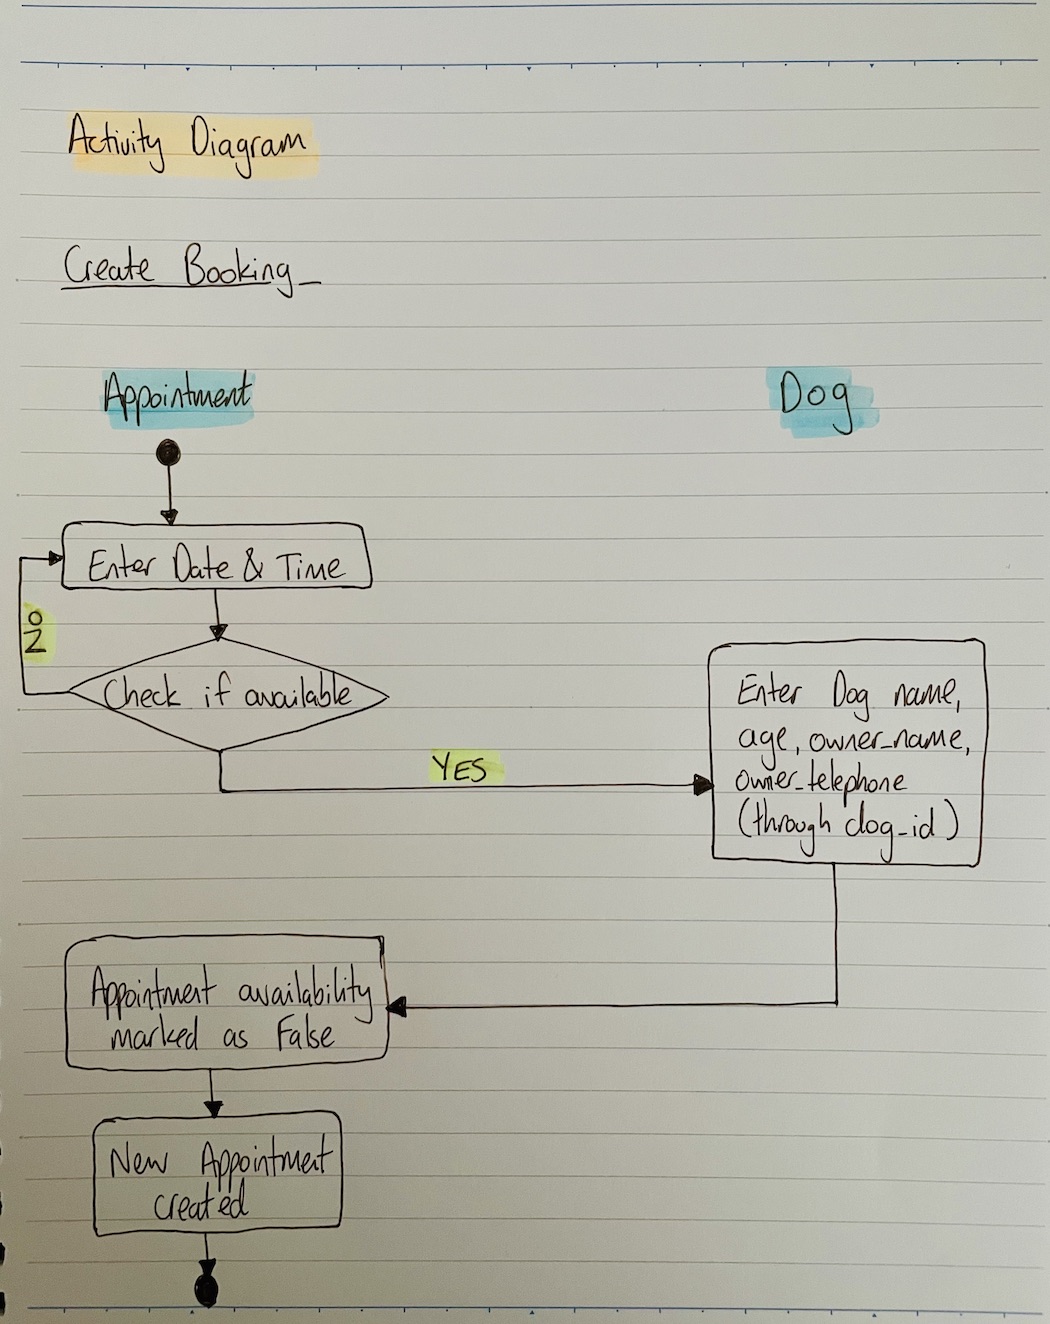 Activity Diagram
Create Booking_
Appointment
Dog
Enter Date & Time
NO
Check if available
YES
Enter Dog name,
age, owner_name,
owner_telephone
(through dog_id)
Appointment availability
marked as False
New Appointment
created